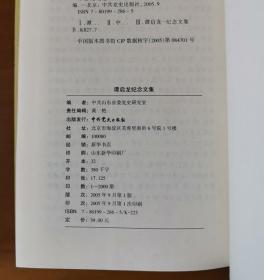 编.—北京：中共党史出版社，2005.9
ISBN 7-80199-286-5
Ⅰ.谭… Ⅱ.中… Ⅲ.谭启龙—纪念文集
Ⅳ.K827.7
中国版本图书馆CIP数据核字(2005)第084701号
谭启龙纪念文集
编 者：中共山东省委党史研究室
责任编辑：黄艳
出版发行：中共党史出版社
社 址：北京市海淀区芙蓉里南街6号院1号楼
邮 编：100080
经 销：新华书店
印 刷：山东新华印刷厂
开 本：32
字 数：380千字
印 张：17.125
印 数：1—2000册
版 次：2005年9月第1版
印 次：2005年9月第1次印刷
ISBN 7-80199-286-5/K·223
定 价：39.00元